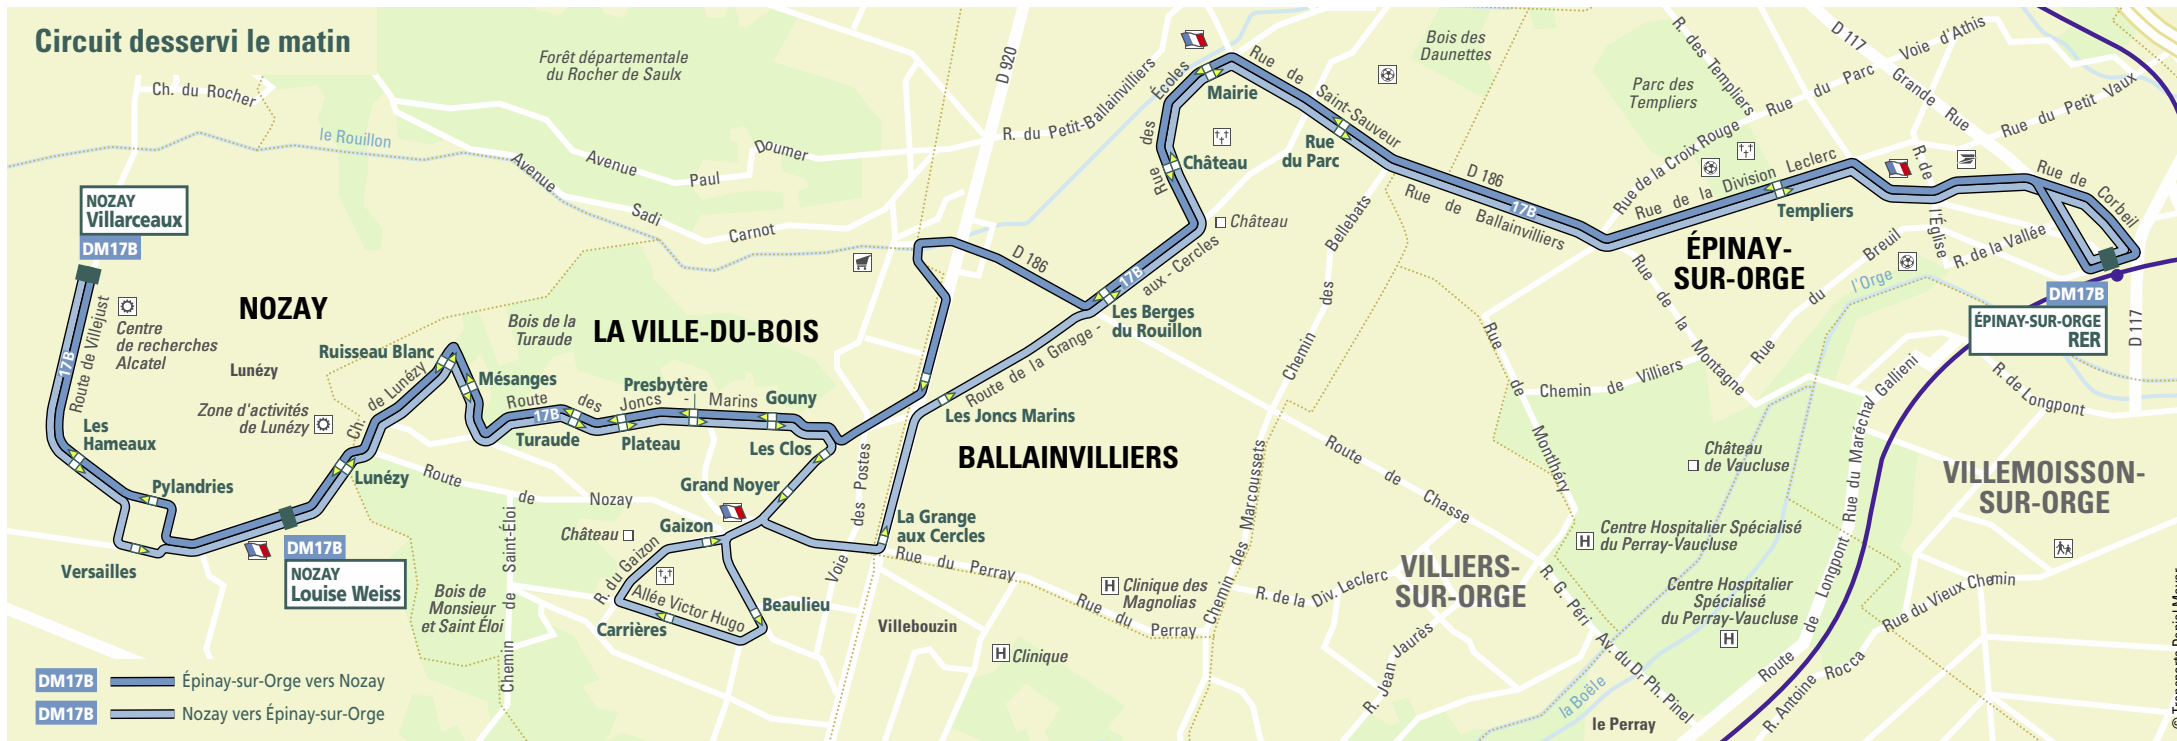 Circuit desservi le matin
Ch. du Rocher
Forêt départementale
du Rocher de Saulx
le Rouillon
Avenue Paul Doumer
Avenue Sadi Carnot
D 920
R. du Petit-Ballainvilliers
Rue des Écoles
Mairie
Château
Rue de Saint-Sauveur
Rue
du Parc
Bois des
Daunettes
R. des Templiers
Parc des
Templiers
D 117
Grande Rue
Voie d'Athis
Rue du Parc
Rue du Petit Vaux
Rue de la Croix Rouge
Rue de la Division Leclerc
Templiers
D 186
Rue de Ballainvilliers
17B
R. de l'Église
Rue de Corbeil
R. de la Vallée
Rue du Breuil
l'Orge
ÉPINAY-
SUR-ORGE
DM17B
ÉPINAY-SUR-ORGE
RER
D 117
NOZAY
Villarceaux
DM17B
17B
Route de Villejust
Centre
de recherches
Alcatel
NOZAY
Lunézy
Zone d'activités
de Lunézy
Les
Hameaux
Pylandries
Versailles
DM17B
NOZAY
Louise Weiss
Lunézy
Ch. de Lunézy
Ruisseau Blanc
Mésanges
Bois de la
Turaude
LA VILLE-DU-BOIS
Route des Joncs - Marins
17B
Turaude
Plateau
Presbytère
Gouny
Les Clos
Grand Noyer
Gaizon
Route de Nozay
Château
R. du Gaizon
Allée Victor Hugo
Carrières
Beaulieu
Bois de
Monsieur
et Saint Éloi
Chemin de Saint-Éloi
Voie des Postes
La Grange
aux Cercles
Les Joncs Marins
Route de la Grange - aux - Cercles
D 186
17B
Les Berges
du Rouillon
Château
BALLAINVILLIERS
Rue du Perray
Rue du Perray
Villebouzin
H Clinique
H Clinique des
Magnolias
Chemin des Marcoussets
Chemin des Bellebats
Route de Chasse
R. de la Div. Leclerc
R. Jean Jaurès
VILLIERS-
SUR-ORGE
Rue de Montlhéry
Chemin de Villiers
Rue de la Montagne
R. G. Péri
Av. du Dr. Ph. Pinel
la Boële
le Perray
H Centre Hospitalier Spécialisé
du Perray-Vaucluse
Centre Hospitalier
Spécialisé
du Perray-Vaucluse
H
Château
de Vaucluse
Rue du Maréchal Gallieni
Route de Longpont
R. de Longpont
R. Antoine Rocca
Rue du Vieux Chemin
VILLEMOISSON-
SUR-ORGE
DM17B Épinay-sur-Orge vers Nozay
DM17B Nozay vers Épinay-sur-Orge